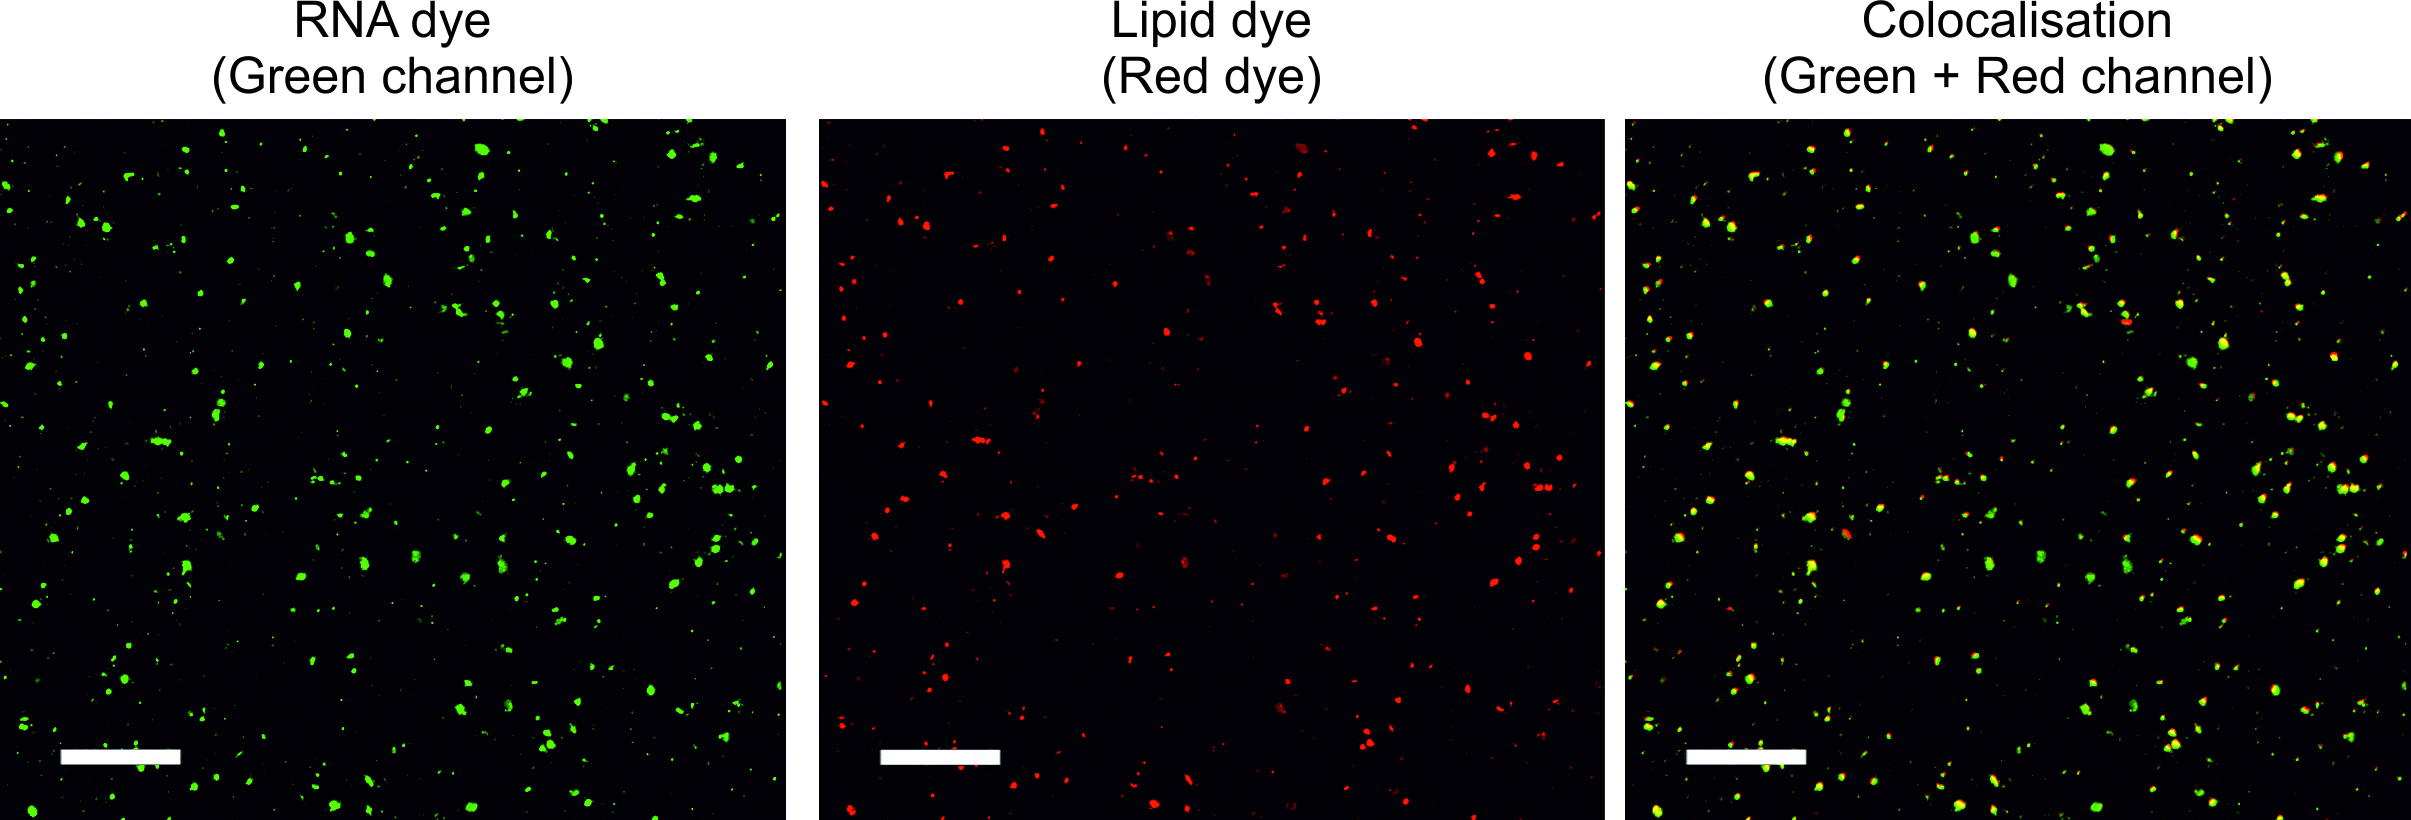 RNA dye
(Green channel)
Lipid dye
(Red dye)
Colocalisation
(Green + Red channel)